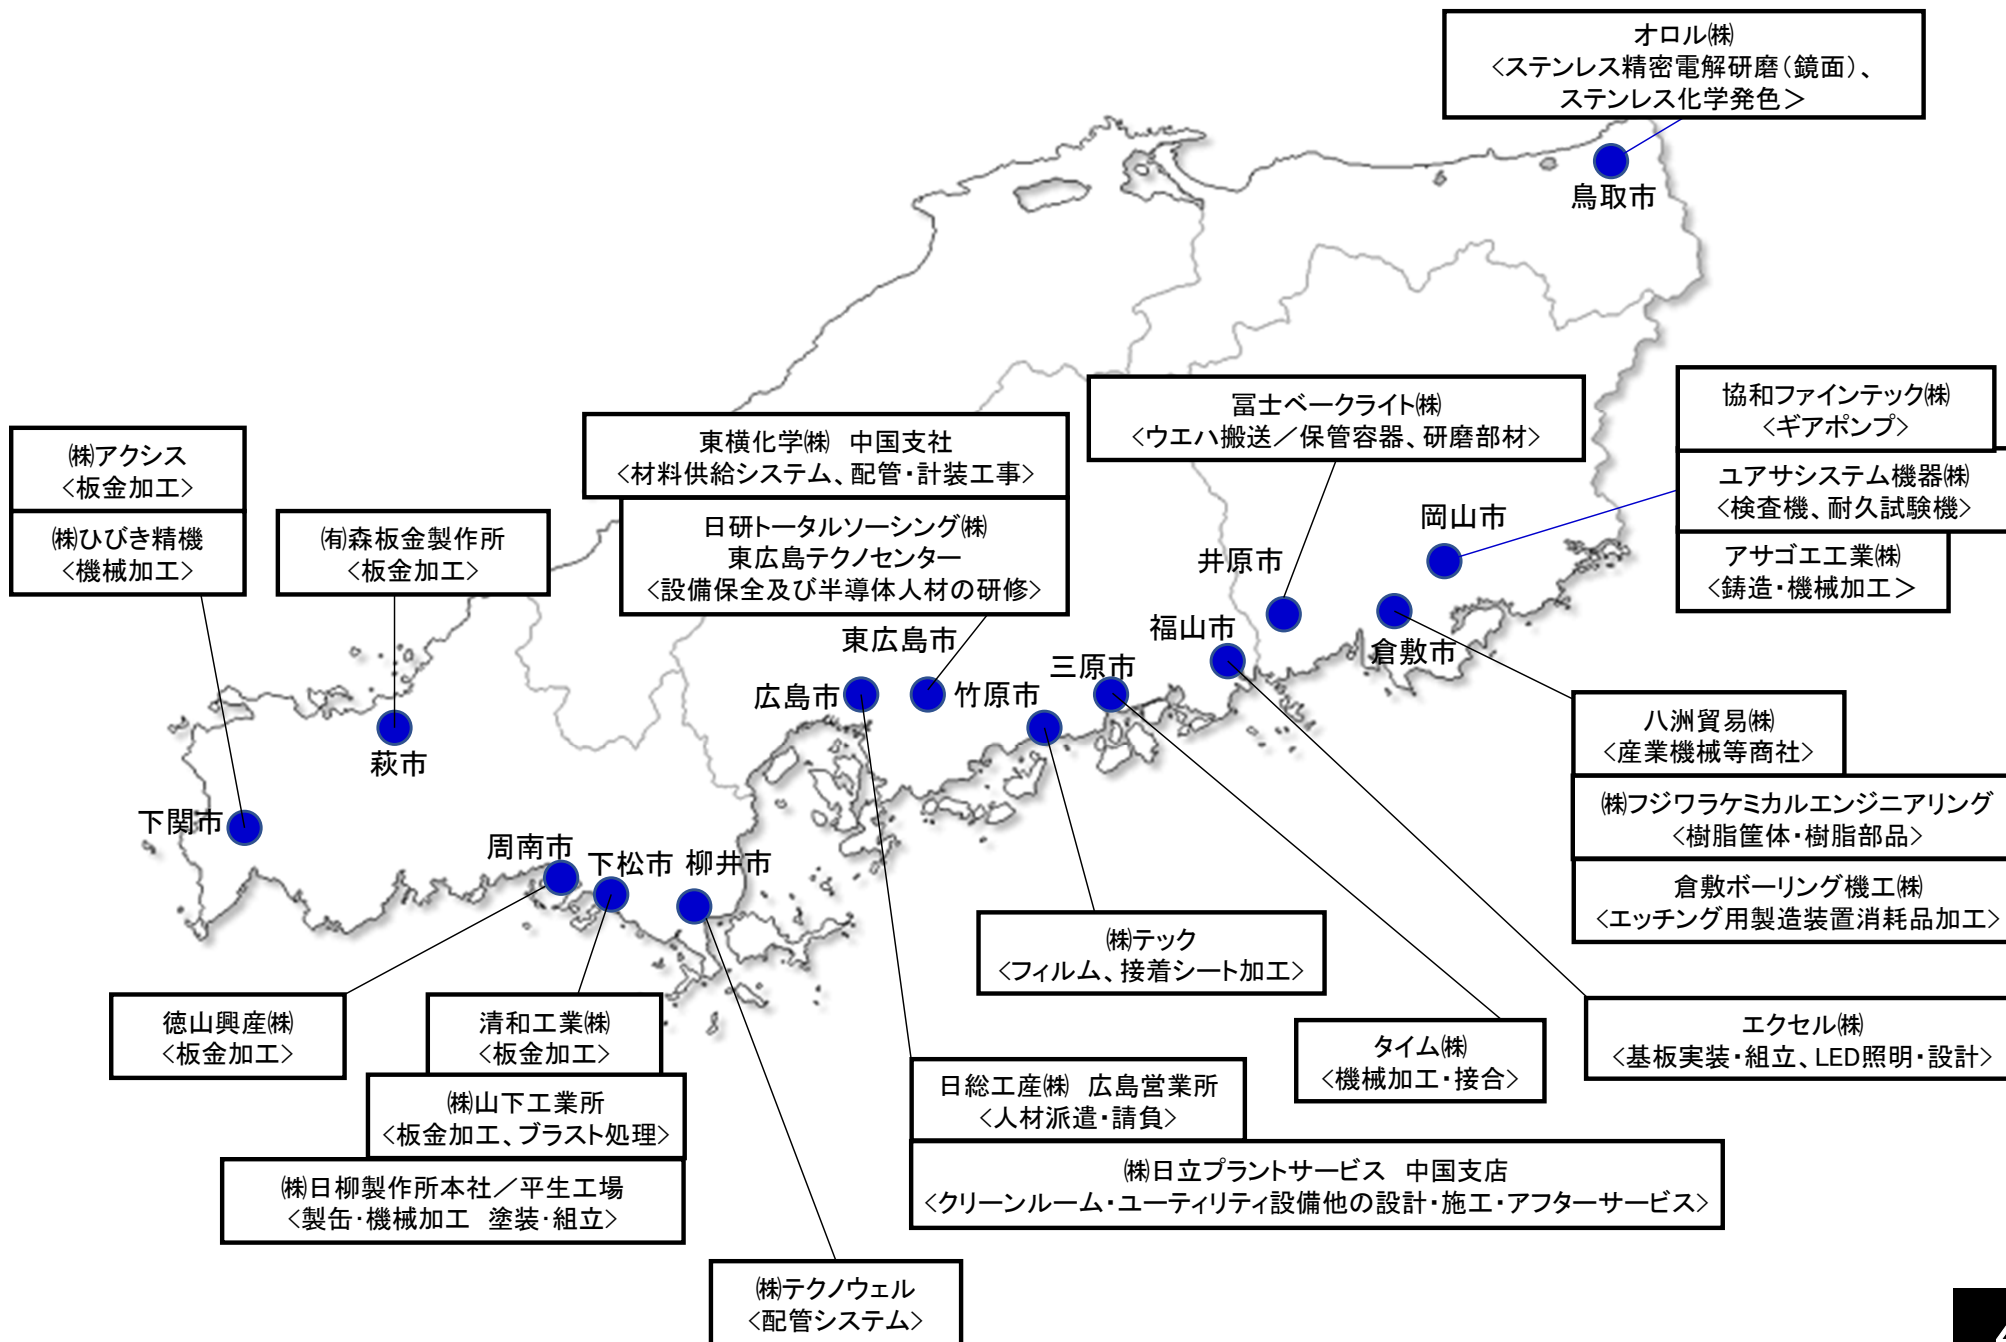 オロル㈱
<ステンレス精密電解研磨(鏡面)、
ステンレス化学発色>
鳥取市
冨士ベークライト㈱
<ウエハ搬送/保管容器、研磨部材>
協和ファインテック㈱
<ギアポンプ>
ユアサシステム機器㈱
<検査機、耐久試験機>
アサゴエ工業㈱
<鋳造・機械加工>
岡山市
井原市
倉敷市
福山市
㈱アクシス
<板金加工>
㈱ひびき精機
<機械加工>
㈲森板金製作所
<板金加工>
東横化学㈱ 中国支社
<材料供給システム、配管・計装工事>
日研トータルソーシング㈱
東広島テクノセンター
<設備保全及び半導体人材の研修>
東広島市
広島市
竹原市
三原市
萩市
下関市
周南市
下松市
柳井市
八洲貿易㈱
<産業機械等商社>
㈱フジワラケミカルエンジニアリング
<樹脂筐体・樹脂部品>
倉敷ボーリング機工㈱
<エッチング用製造装置消耗品加工>
㈱テック
<フィルム、接着シート加工>
徳山興産㈱
<板金加工>
清和工業㈱
<板金加工>
㈱山下工業所
<板金加工、ブラスト処理>
㈱日柳製作所本社/平生工場
<製缶・機械加工 塗装・組立>
タイム㈱
<機械加工・接合>
エクセル㈱
<基板実装・組立、LED照明・設計>
日総工産㈱ 広島営業所
<人材派遣・請負>
㈱日立プラントサービス 中国支店
<クリーンルーム・ユーティリティ設備他の設計・施工・アフターサービス>
㈱テクノウェル
<配管システム>